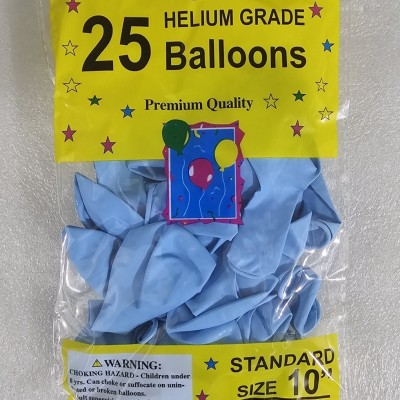 25 HELIUM GRADE
Balloons
Premium Quality
⚠ WARNING:
CHOKING HAZARD - Children under
8 yrs. Can choke or suffocate on unin-
or broken balloons.
STANDARD
SIZE 10"